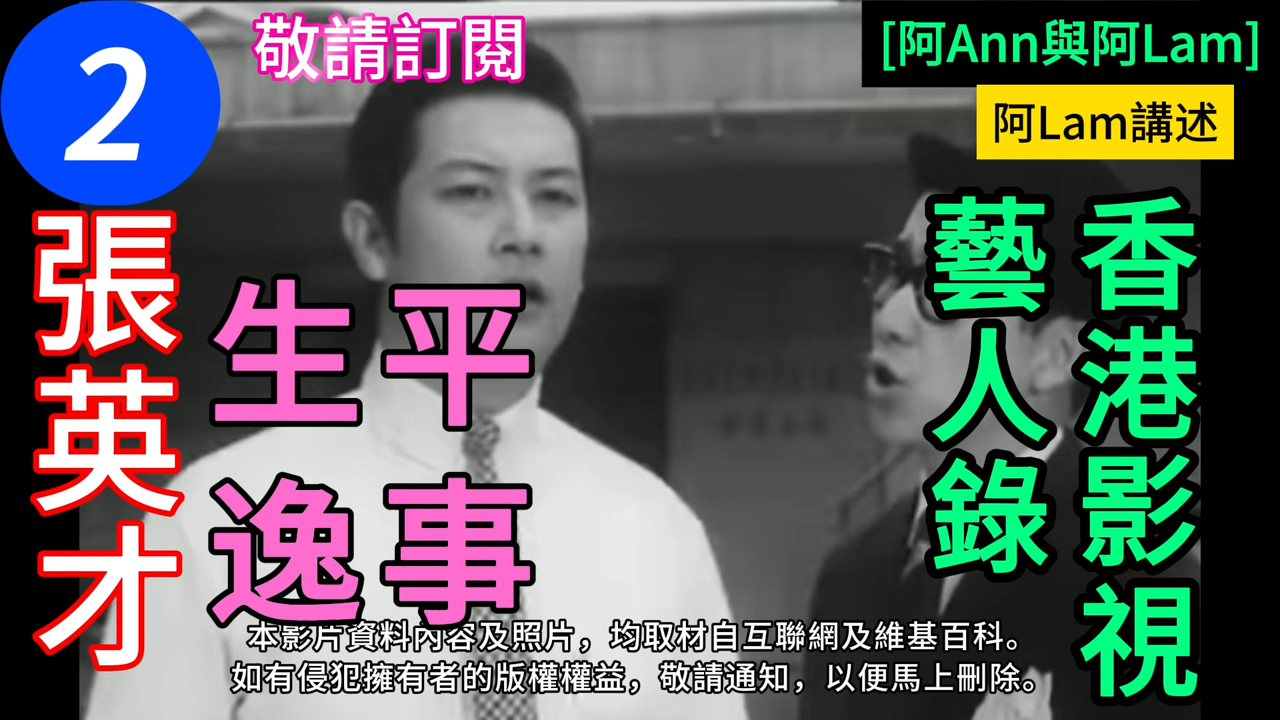 2
敬請訂閱
[阿Ann與阿Lam]
阿Lam講述
香港影視
藝人錄
張英才
生平
逸事
本影片資料內容及照片，均取材自互聯網及維基百科。
如有侵犯擁有者的版權權益，敬請通知，以便馬上刪除。